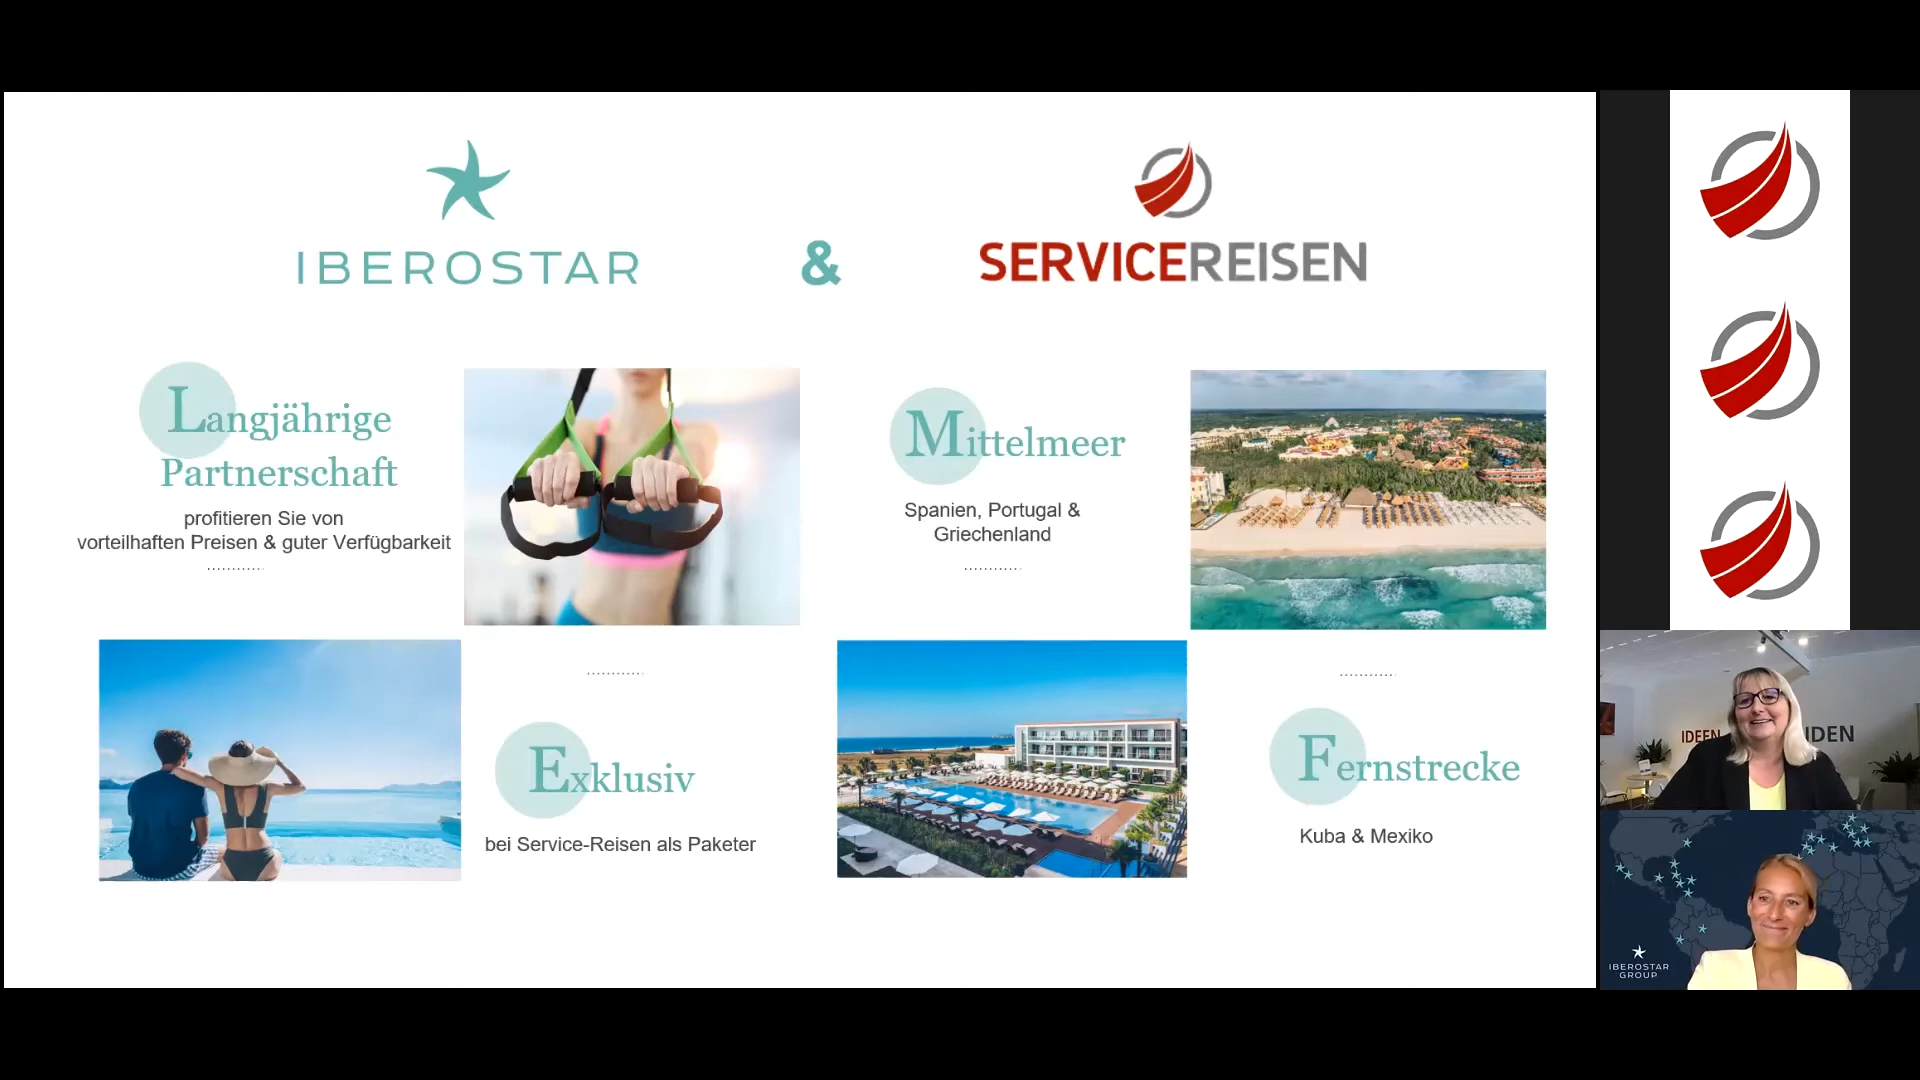 IBEROSTAR
&
SERVICEREISEN
Langjährige
Partnerschaft
profitieren Sie von
vorteilhaften Preisen & guter Verfügbarkeit
Mittelmeer
Spanien, Portugal &
Griechenland
Exklusiv
bei Service-Reisen als Paketer
Fernstrecke
Kuba & Mexiko
IDEEN
IBEROSTAR
GROUP